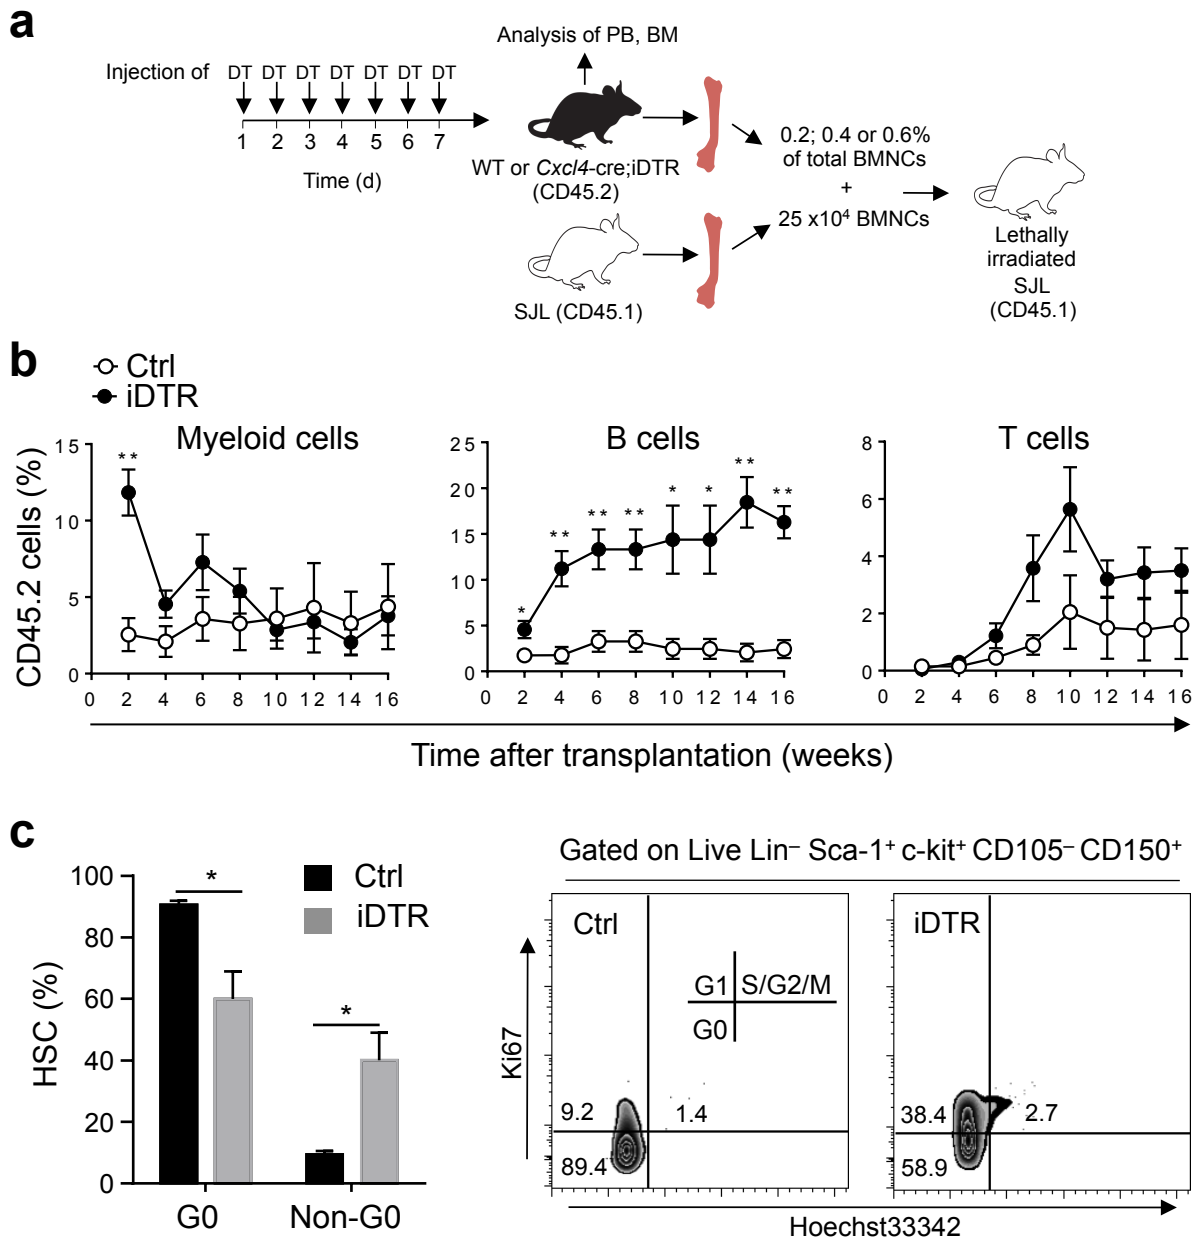 a
Analysis of PB, BM
Injection of DT DT DT DT DT DT DT
1 2 3 4 5 6 7
Time (d)
WT or Cxcl4-cre;iDTR
(CD45.2)
SJL (CD45.1)
0.2; 0.4 or 0.6%
of total BMNCs
+
25 x10⁴ BMNCs
Lethally
irradiated
SJL
(CD45.1)
b
Ctrl
iDTR
Myeloid cells
B cells
T cells
CD45.2 cells (%)
15
10
5
0
**
0 2 4 6 8 10 12 14 16
25
20
15
10
5
0
* ** ** ** * * ** **
0 2 4 6 8 10 12 14 16
8
6
4
2
0
0 2 4 6 8 10 12 14 16
Time after transplantation (weeks)
c
HSC (%)
100
80
60
40
20
0
*
*
Ctrl
iDTR
G0 Non-G0
Gated on Live Lin⁻ Sca-1⁺ c-kit⁺ CD105⁻ CD150⁺
Ctrl
G1 S/G2/M
G0
9.2 1.4
89.4
iDTR
38.4 2.7
58.9
Ki67
Hoechst33342